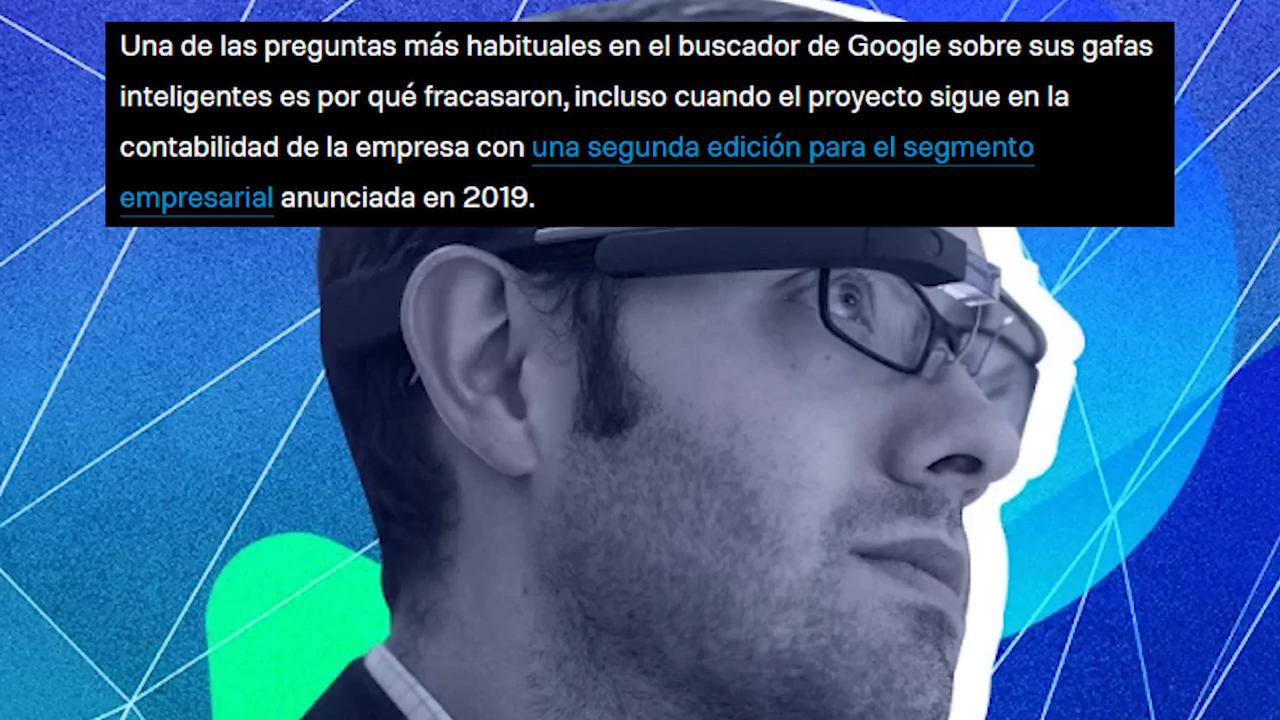 Una de las preguntas más habituales en el buscador de Google sobre sus gafas
inteligentes es por qué fracasaron, incluso cuando el proyecto sigue en la
contabilidad de la empresa con una segunda edición para el segmento
empresarial anunciada en 2019.